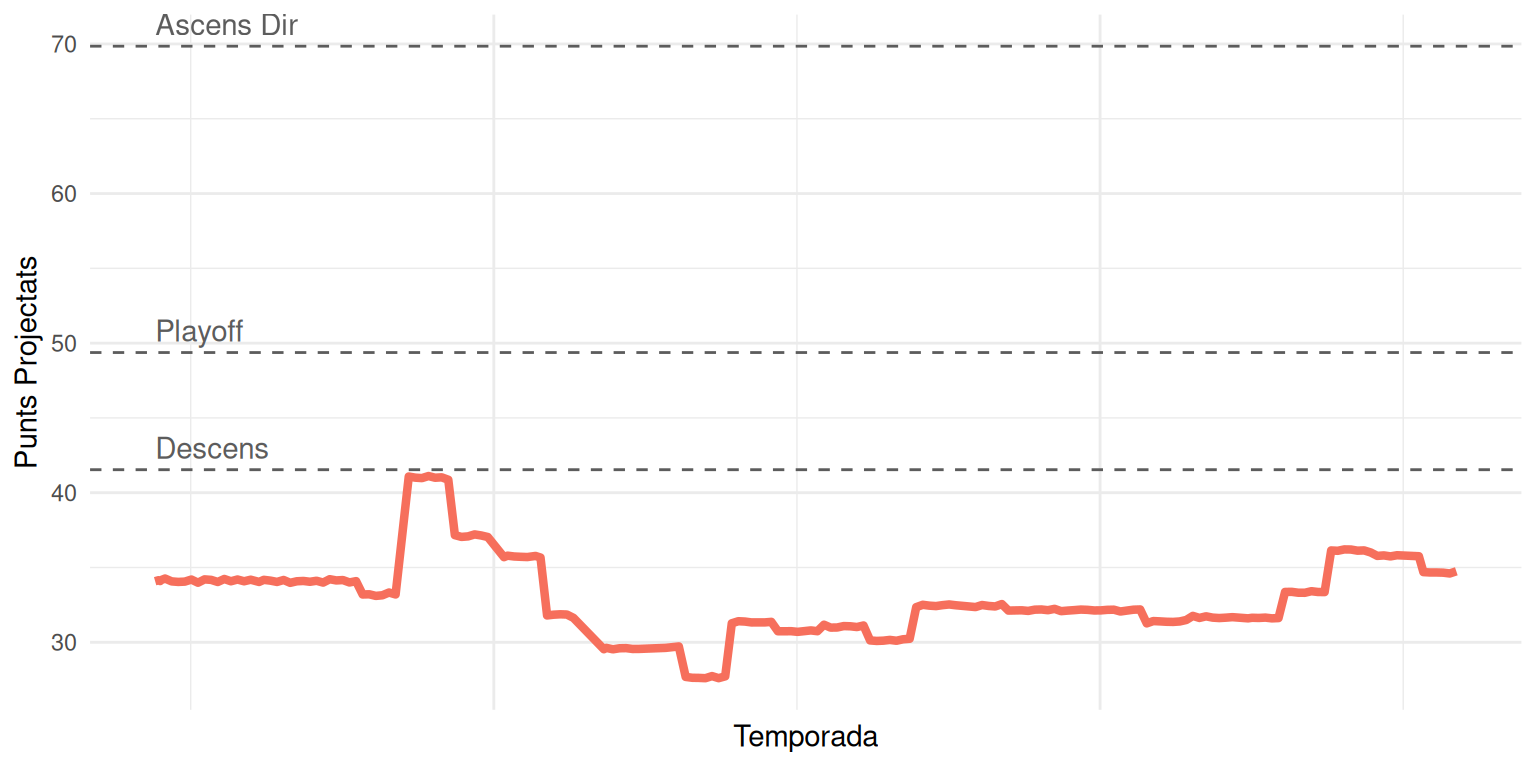 Ascens Dir
70
60
Playoff
50
Descens
40
30
Punts Projectats
Temporada